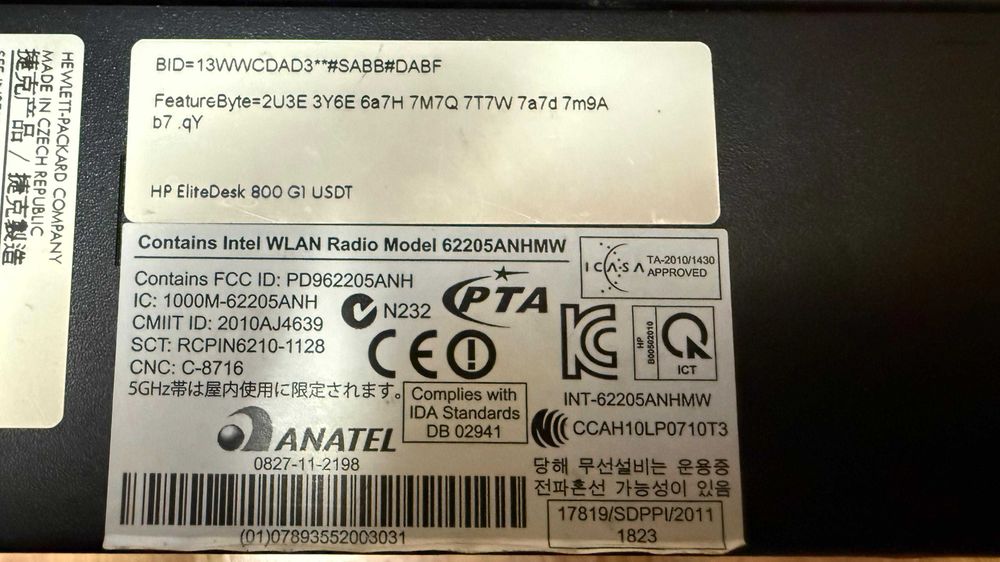 HEWLETT-PACKARD COMPANY
MADE IN CZECH REPUBLIC
捷克产品 / 捷克製造
BID=13WWCDAD3**#SABB#DABF
FeatureByte=2U3E 3Y6E 6a7H 7M7Q 7T7W 7a7d 7m9A
b7 .qY
HP EliteDesk 800 G1 USDT
Contains Intel WLAN Radio Model 62205ANHMW
Contains FCC ID: PD962205ANH
IC: 1000M-62205ANH
CMIIT ID: 2010AJ4639
SCT: RCPIN6210-1128
CNC: C-8716
5GHz帯は屋内使用に限定されます。
N232
PTA
ICASA
TA-2010/1430
APPROVED
CE
HP
B00502010
ICT
Complies with
IDA Standards
DB 02941
INT-62205ANHMW
CCAH10LP0710T3
ANATEL
0827-11-2198
(01)07893552003031
당해 무선설비는 운용중
전파혼선 가능성이 있음
17819/SDPPI/2011
1823